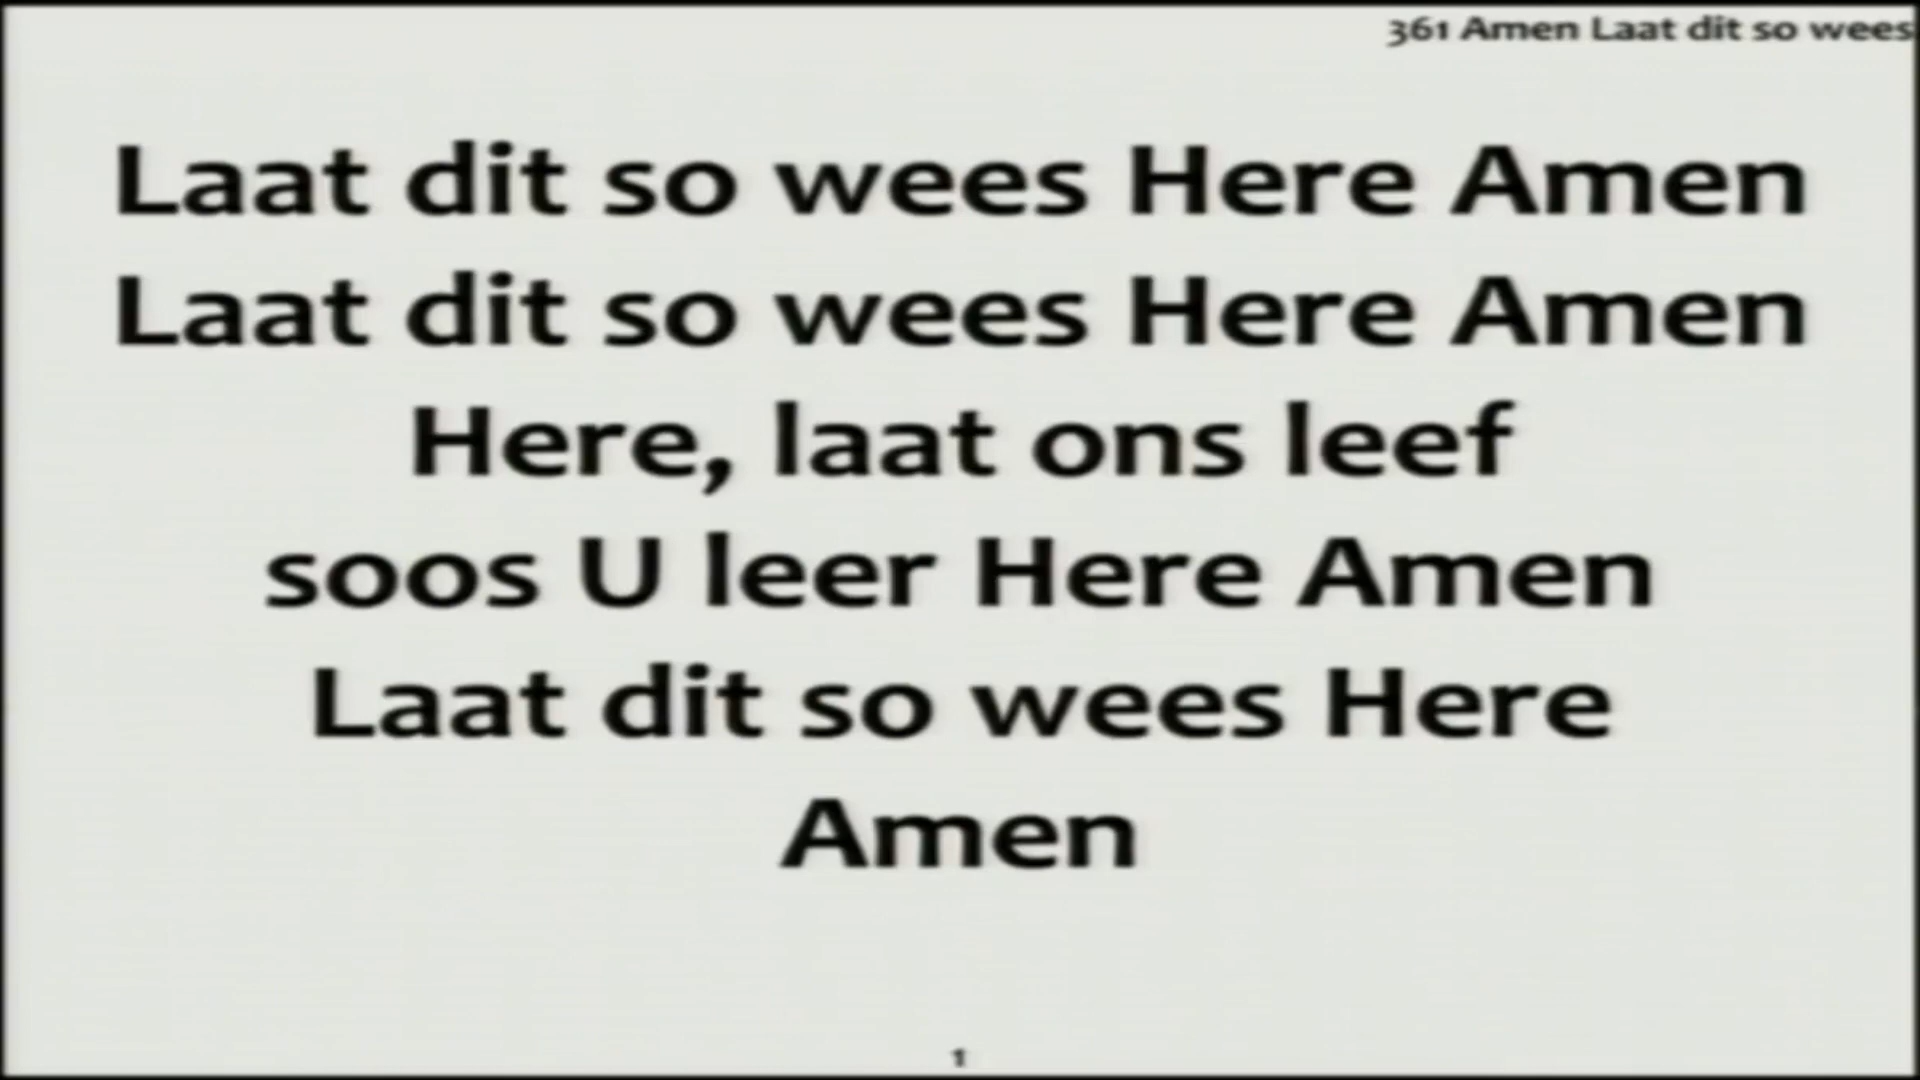 361 Amen Laat dit so wees
Laat dit so wees Here Amen
Laat dit so wees Here Amen
Here, laat ons leef
soos U leer Here Amen
Laat dit so wees Here
Amen
1